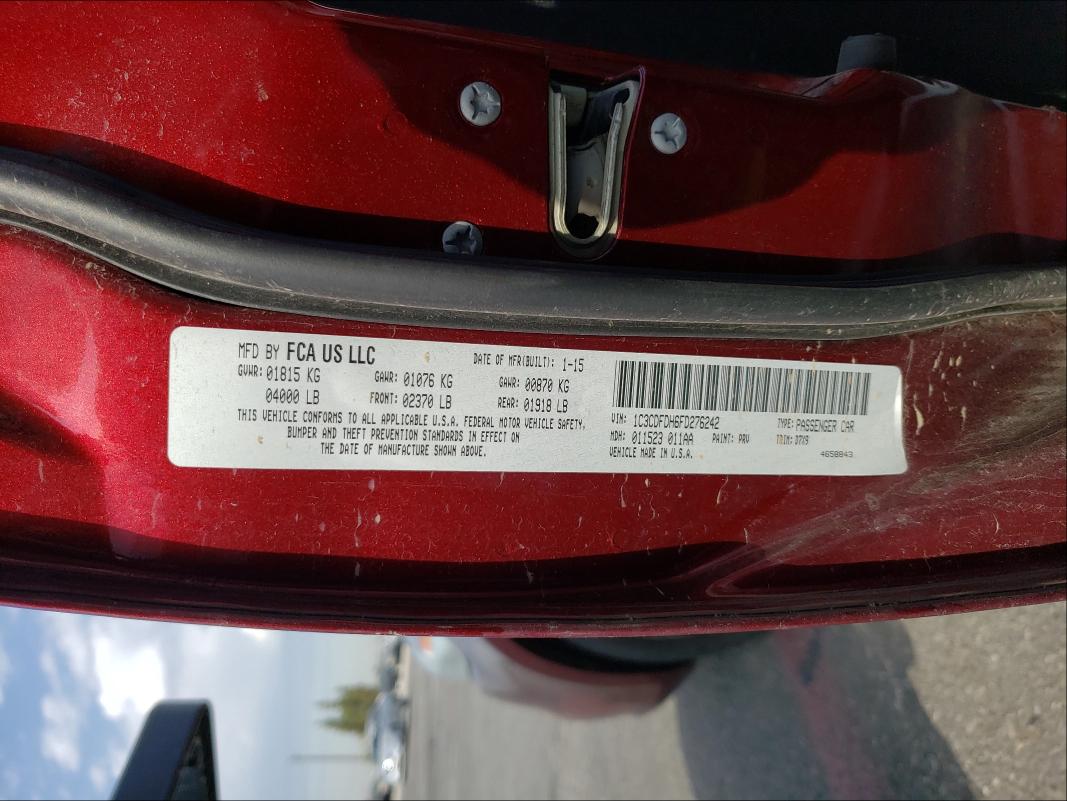 MFD BY FCA US LLC
DATE OF MFR(BUILT): 1-15
GVWR: 01815 KG GAWR: 01076 KG GAWR: 00870 KG
04000 LB FRONT: 02370 LB REAR: 01918 LB
THIS VEHICLE CONFORMS TO ALL APPLICABLE U.S.A. FEDERAL MOTOR VEHICLE SAFETY,
BUMPER AND THEFT PREVENTION STANDARDS IN EFFECT ON
THE DATE OF MANUFACTURE SHOWN ABOVE.
VIN: 1C3CDFDH6FD276242 TYPE: PASSENGER CAR
MDH: 011523 011AA PAINT: PRV TRIM: D7X9
VEHICLE MADE IN U.S.A. 4658843